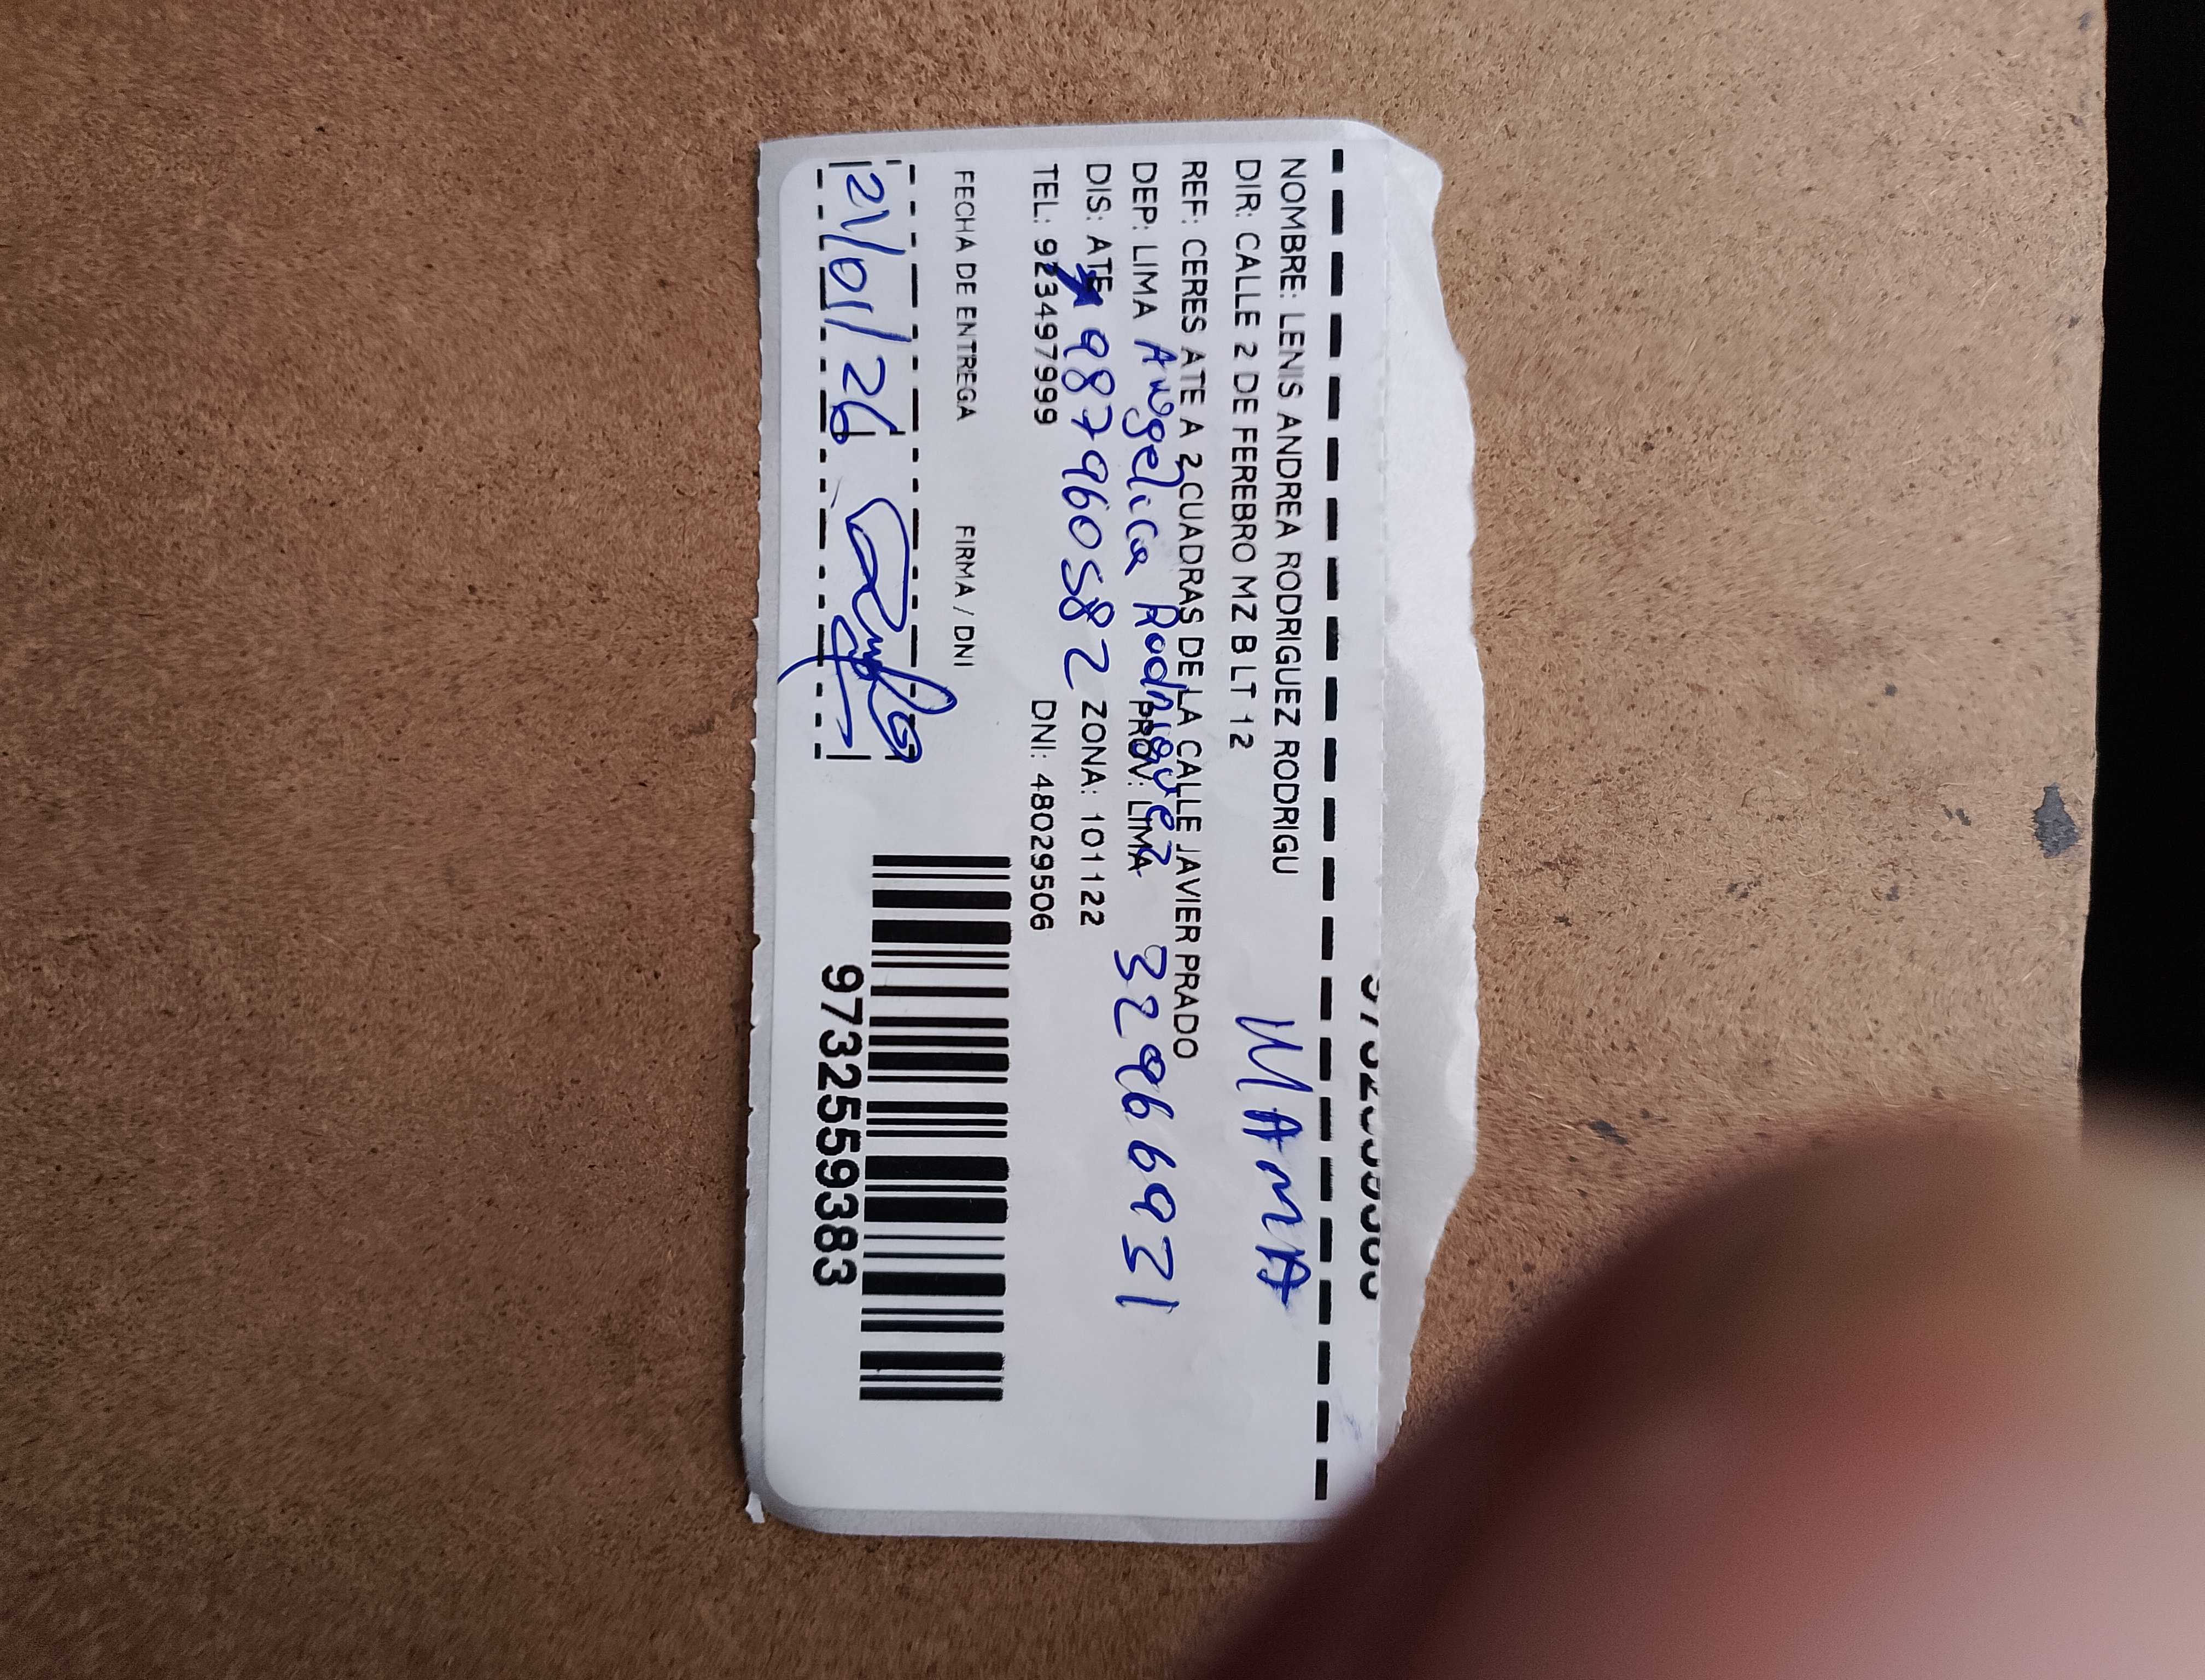 NOMBRE: LENIS ANDREA RODRIGUEZ RODRIGU
DIR: CALLE 2 DE FEREBRO MZ B LT 12
MAMA
REF: CERES ATE A 2 CUADRAS DE LA CALLE JAVIER PRADO
DEP: LIMA PROV: LIMA
Angelica Rodriguez 32966931
DIS: ATE ZONA: 101122
987960582
TEL: 923497999 DNI: 48029506
FECHA DE ENTREGA FIRMA / DNI
21/01/26
97325593883